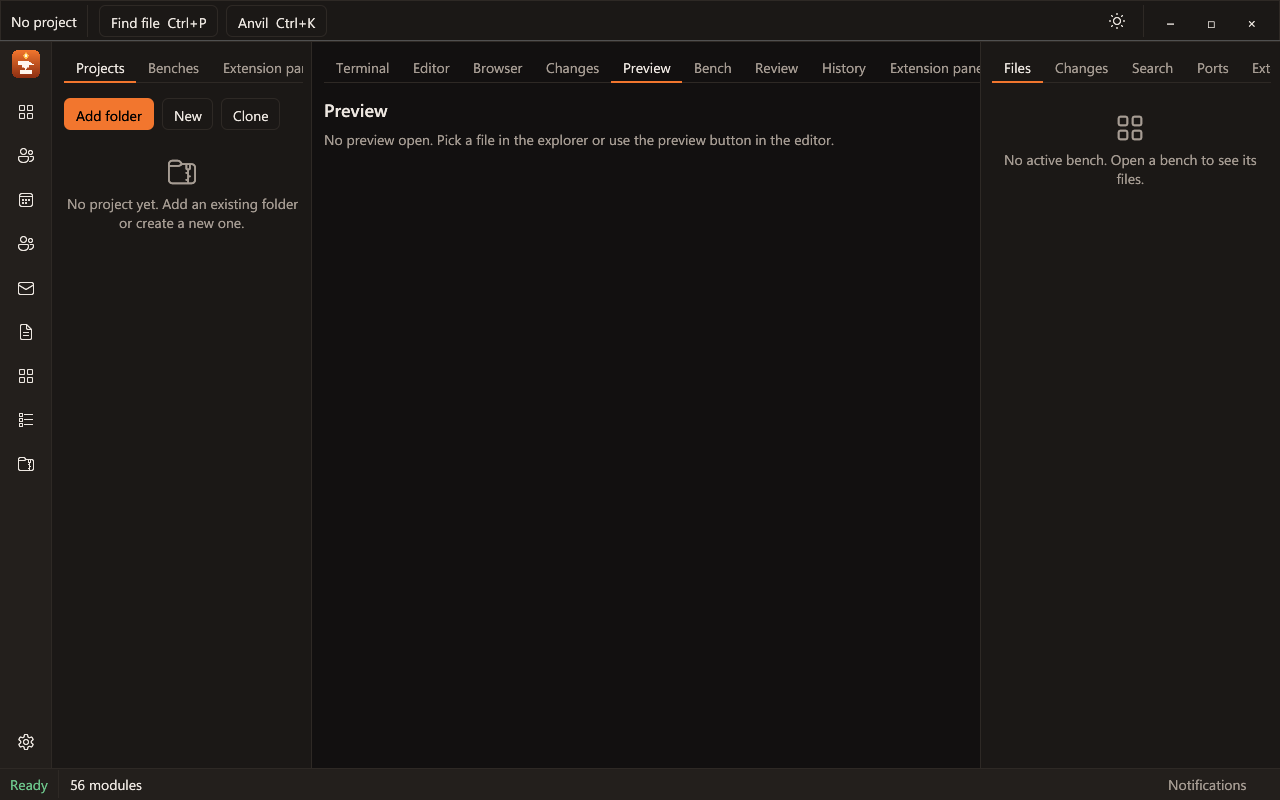 No project
Find file Ctrl+P
Anvil Ctrl+K
Projects
Benches
Extension par
Terminal
Editor
Browser
Changes
Preview
Bench
Review
History
Extension pane
Files
Changes
Search
Ports
Ext
Add folder
New
Clone
No project yet. Add an existing folder
or create a new one.
Preview
No preview open. Pick a file in the explorer or use the preview button in the editor.
No active bench. Open a bench to see its
files.
Ready
56 modules
Notifications